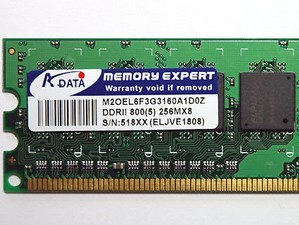 A DATA
MEMORY EXPERT
Warranty void if removed
M2OEL6F3G3160A1D0Z
DDRII 800(5) 256MX8
S/N:518XX (ELJVE1808)